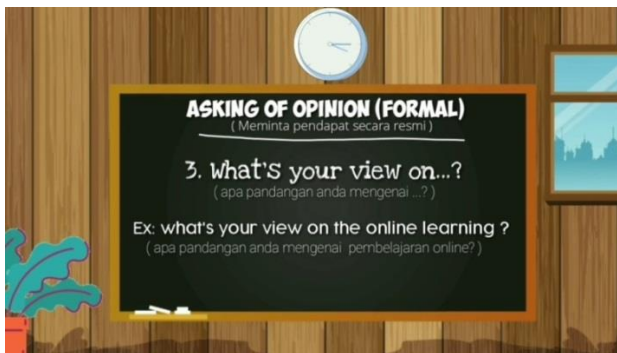 ASKING OF OPINION (FORMAL)
( Meminta pendapat secara resmi )
3. What's your view on...?
( apa pandangan anda mengenai ...? )
Ex: what's your view on the online learning ?
( apa pandangan anda mengenai pembelajaran online? )